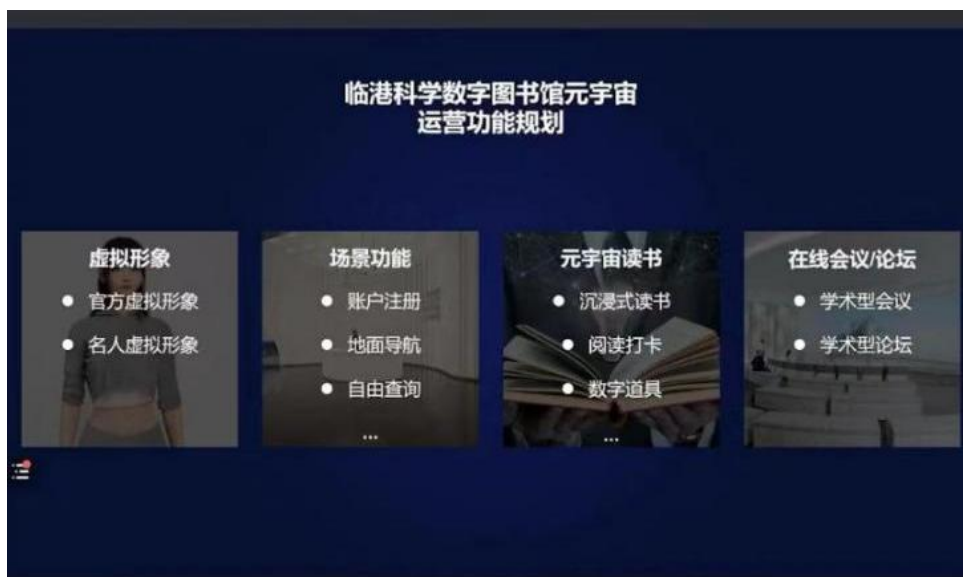 临港科学数字图书馆元宇宙
运营功能规划
虚拟形象
● 官方虚拟形象
● 名人虚拟形象
场景功能
● 账户注册
● 地面导航
● 自由查询
...
元宇宙读书
● 沉浸式读书
● 阅读打卡
● 数字道具
...
在线会议/论坛
● 学术型会议
● 学术型论坛